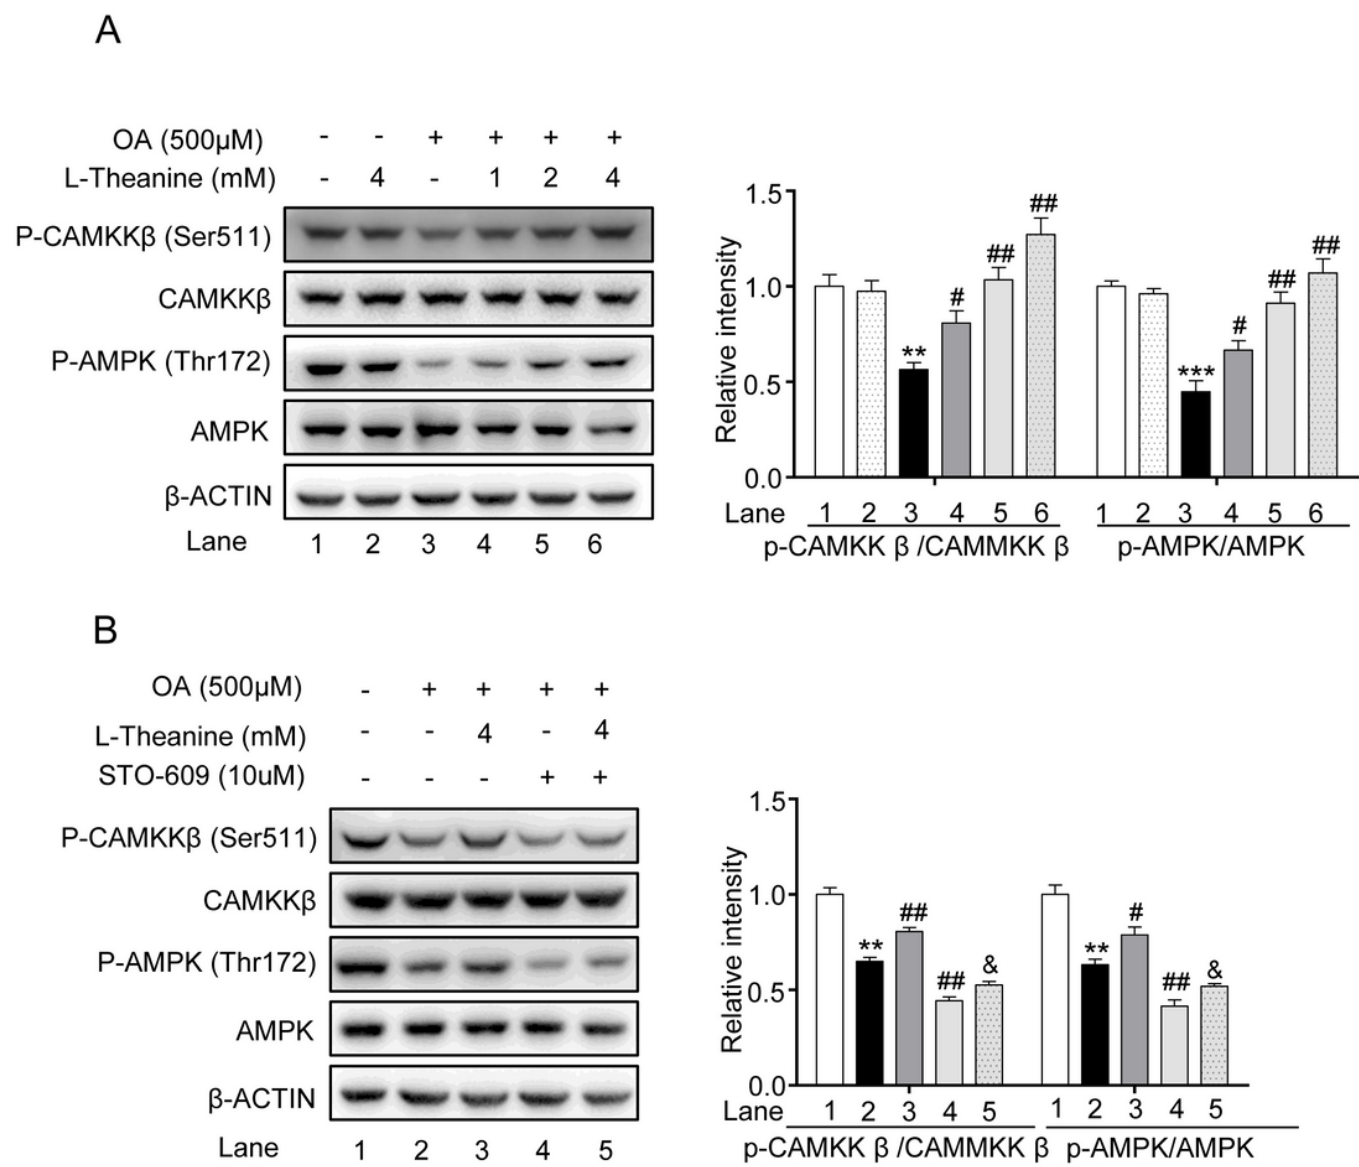 A
OA (500μM) - - + + + +
L-Theanine (mM) - 4 - 1 2 4
P-CAMKKβ (Ser511)
CAMKKβ
P-AMPK (Thr172)
AMPK
β-ACTIN
Lane 1 2 3 4 5 6
Relative intensity
1.5
1.0
0.5
0.0
** # ## ## *** # ## ##
Lane 1 2 3 4 5 6 1 2 3 4 5 6
p-CAMKK β /CAMMKK β p-AMPK/AMPK
B
OA (500μM) - + + + +
L-Theanine (mM) - - 4 - 4
STO-609 (10uM) - - - + +
P-CAMKKβ (Ser511)
CAMKKβ
P-AMPK (Thr172)
AMPK
β-ACTIN
Lane 1 2 3 4 5
Relative intensity
1.5
1.0
0.5
0.0
** ## ## & ** # ## &
Lane 1 2 3 4 5 1 2 3 4 5
p-CAMKK β /CAMMKK β p-AMPK/AMPK